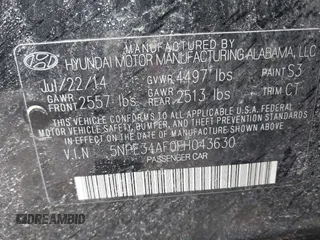 MANUFACTURED BY
HYUNDAI MOTOR MANUFACTURING ALABAMA, LLC
Jul/22/14 GVWR 4497 lbs PAINT S3
GAWR FRONT 2557 lbs GAWR REAR 2513 lbs TRIM CT
THIS VEHICLE CONFORMS TO ALL APPLICABLE U.S.A. FEDERAL MOTOR
VEHICLE SAFETY, BUMPER, AND THEFT PREVENTION STANDARDS
IN EFFECT ON THE DATE OF MANUFACTURE SHOWN ABOVE.
V.I.N. 5NPE34AF0FH043630
PASSENGER CAR
DREAMBID